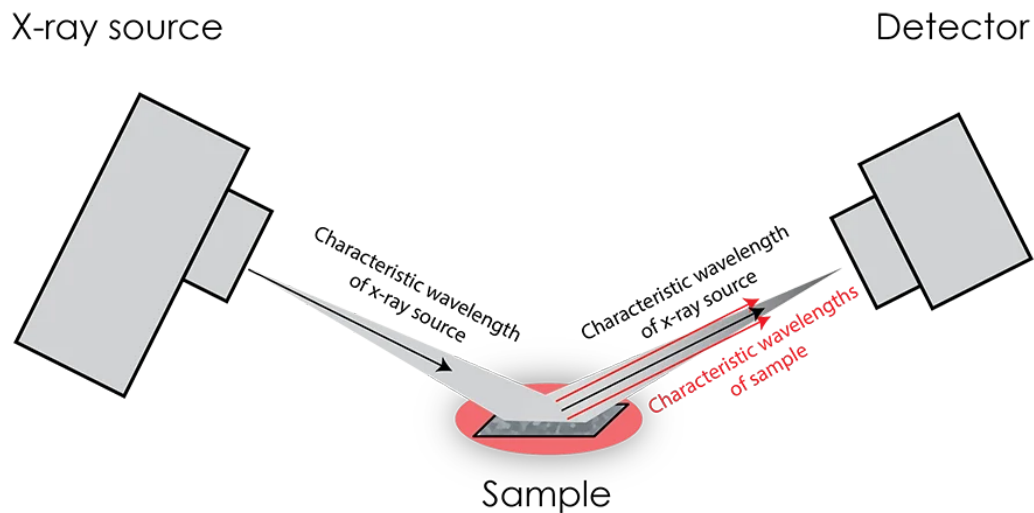 X-ray source
Detector
Characteristic wavelength
of x-ray source
Characteristic wavelength
of x-ray source
Characteristic wavelengths
of sample
Sample